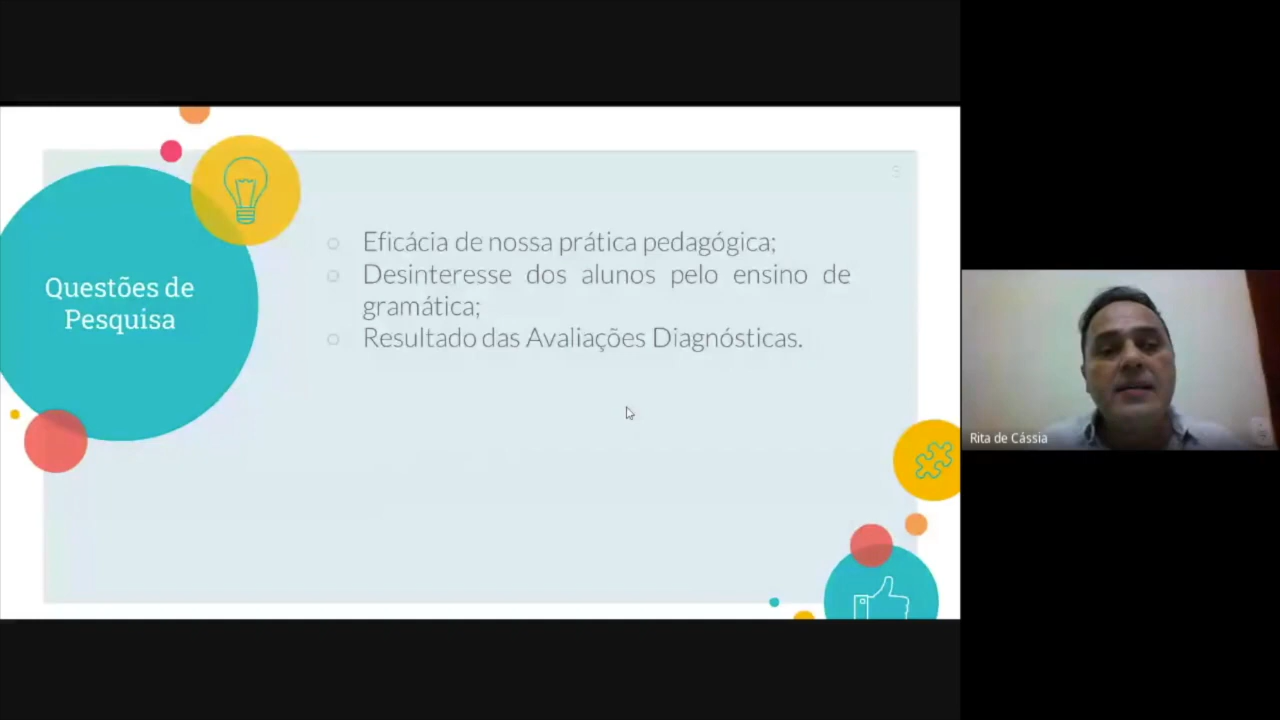 Questões de
Pesquisa
Eficácia de nossa prática pedagógica;
Desinteresse dos alunos pelo ensino de
gramática;
Resultado das Avaliações Diagnósticas.
Rita de Cássia